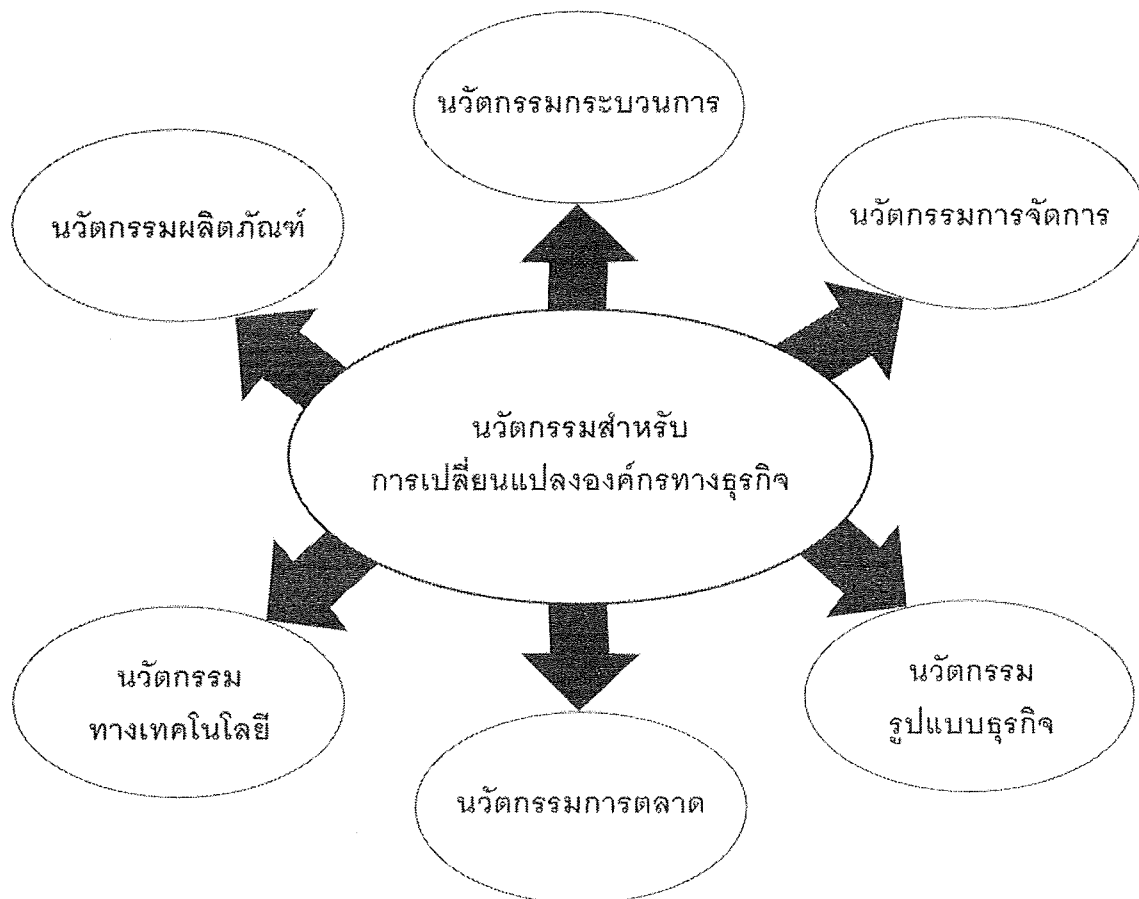 นวัตกรรมกระบวนการ
นวัตกรรมผลิตภัณฑ์
นวัตกรรมการจัดการ
นวัตกรรมสำหรับ
การเปลี่ยนแปลงองค์กรทางธุรกิจ
นวัตกรรม
ทางเทคโนโลยี
นวัตกรรม
รูปแบบธุรกิจ
นวัตกรรมการตลาด